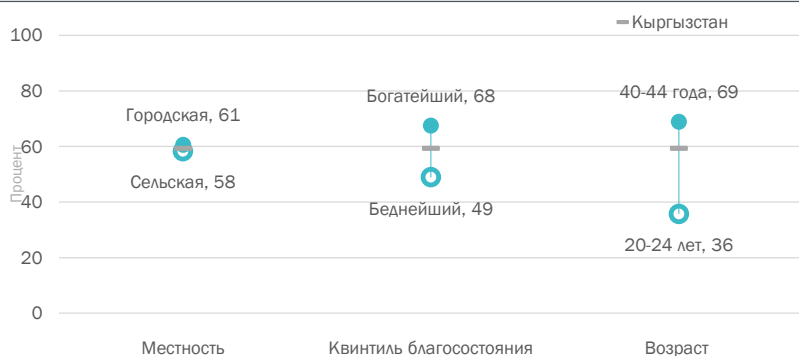 Кыргызстан
100
80
60
40
20
0
Процент
Городская, 61
Сельская, 58
Богатейший, 68
Беднейший, 49
40-44 года, 69
20-24 лет, 36
Местность
Квинтиль благосостояния
Возраст